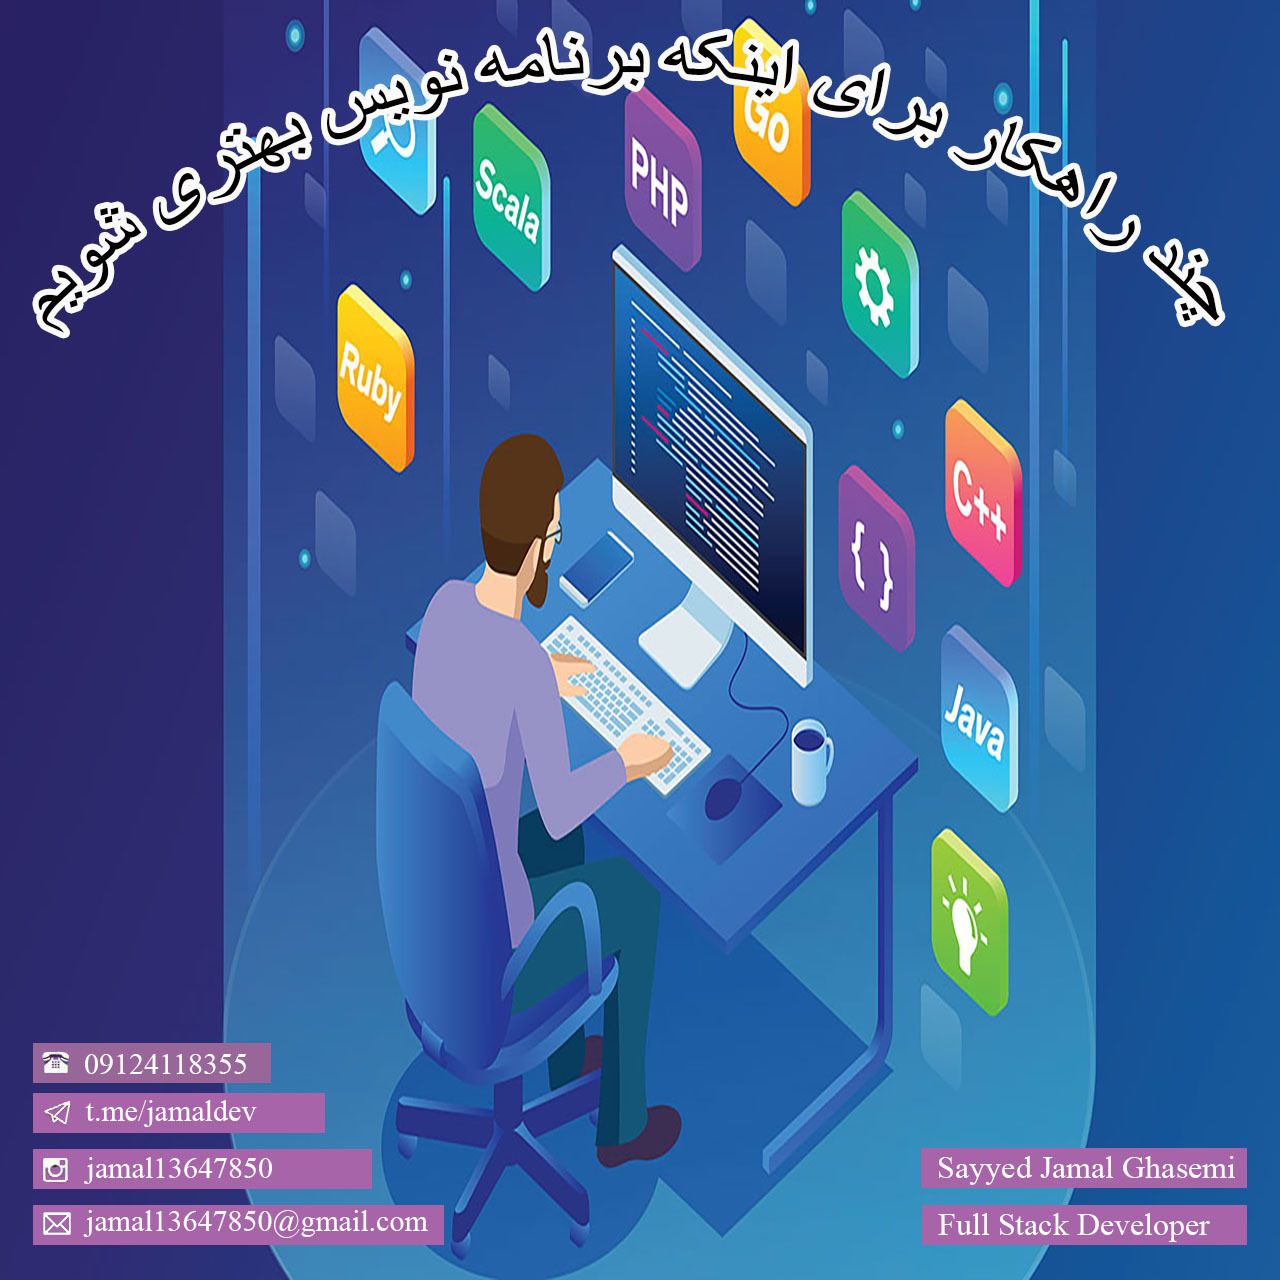 چند راهکار برای اینکه برنامه نویس بهتری شویم
Go
PHP
Scala
Ruby
C++
{ }
Java
09124118355
t.me/jamaldev
jamal13647850
jamal13647850@gmail.com
Sayyed Jamal Ghasemi
Full Stack Developer